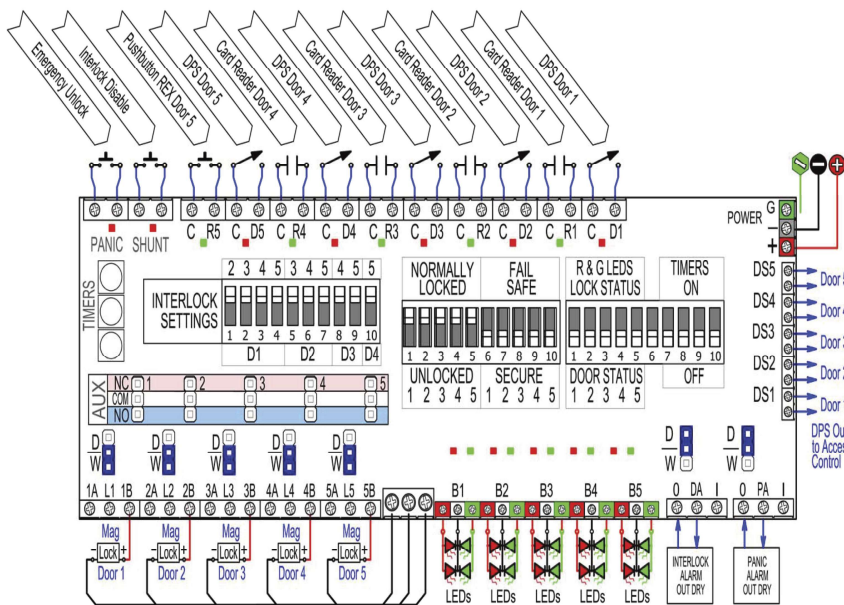 Emergency Unlock
Interlock Disable
Pushbutton REX Door 5
DPS Door 5
Card Reader Door 4
DPS Door 4
Card Reader Door 3
DPS Door 3
Card Reader Door 2
DPS Door 2
Card Reader Door 1
DPS Door 1
PANIC SHUNT
C R5 C D5 C R4 C D4 C R3 C D3 C R2 C D2 C R1 C D1
POWER G
−
+
TIMERS
INTERLOCK
SETTINGS
2 3 4 5 3 4 5 4 5 5
1 2 3 4 5 6 7 8 9 10
D1 D2 D3 D4
NORMALLY
LOCKED
FAIL
SAFE
1 2 3 4 5 6 7 8 9 10
UNLOCKED SECURE
1 2 3 4 5 1 2 3 4 5
R & G LEDS
LOCK STATUS
TIMERS
ON
1 2 3 4 5 6 7 8 9 10
DOOR STATUS OFF
1 2 3 4 5
DS5 Door 5
DS4 Door 4
DS3 Door 3
DS2 Door 2
DS1 Door 1
DPS Ou
to Acces
Control
AUX
NC 1 2 3 4 5
COM
NO
D D D D D D D
W W W W W W W
1A L1 1B 2A L2 2B 3A L3 3B 4A L4 4B 5A L5 5B
B1 B2 B3 B4 B5
O DA I O PA I
Mag Mag Mag Mag Mag
− Lock + − Lock + − Lock + − Lock + − Lock +
Door 1 Door 2 Door 3 Door 4 Door 5
LEDs LEDs LEDs LEDs LEDs
INTERLOCK
ALARM
OUT DRY
PANIC
ALARM
OUT DRY